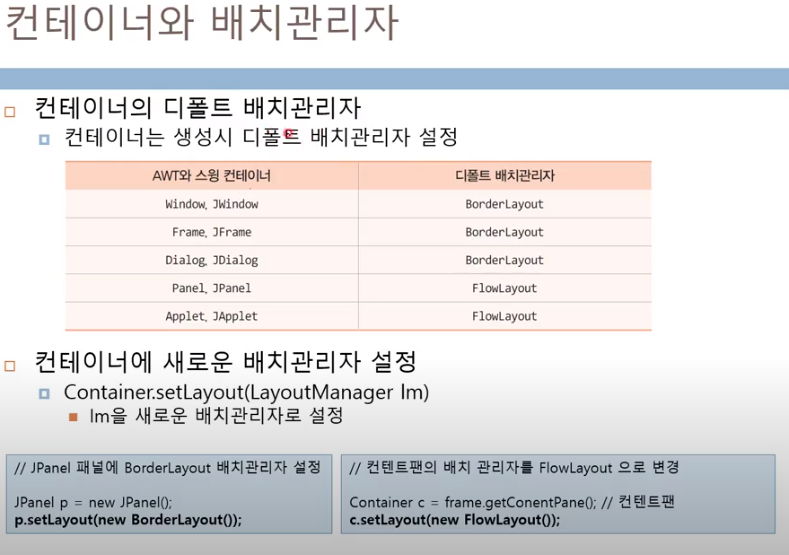 컨테이너와 배치관리자
컨테이너의 디폴트 배치관리자
컨테이너는 생성시 디폴트 배치관리자 설정
AWT와 스윙 컨테이너 디폴트 배치관리자
Window, JWindow BorderLayout
Frame, JFrame BorderLayout
Dialog, JDialog BorderLayout
Panel, JPanel FlowLayout
Applet, JApplet FlowLayout
컨테이너에 새로운 배치관리자 설정
Container.setLayout(LayoutManager lm)
lm을 새로운 배치관리자로 설정
// JPanel 패널에 BorderLayout 배치관리자 설정
JPanel p = new JPanel();
p.setLayout(new BorderLayout());
// 컨텐트팬의 배치 관리자를 FlowLayout 으로 변경
Container c = frame.getConentPane(); // 컨텐트팬
c.setLayout(new FlowLayout());